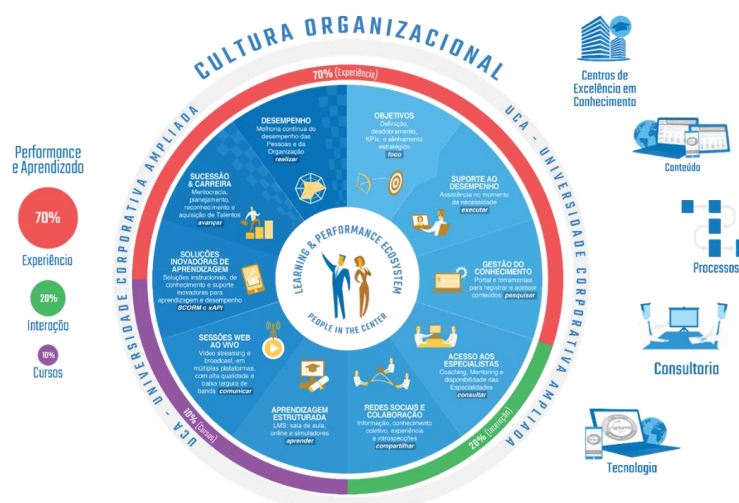 CULTURA ORGANIZACIONAL
UCA - UNIVERSIDADE CORPORATIVA AMPLIADA
UCA - UNIVERSIDADE CORPORATIVA AMPLIADA
70% (Experiência)
20% (Interação)
10% (Cursos)
Performance
e Aprendizado
70%
Experiência
20%
Interação
10%
Cursos
OBJETIVOS
Definição,
desdobramento,
KPIs, e alinhamento
estratégico
foco
SUPORTE AO
DESEMPENHO
Assistência no momento
da necessidade
executar
GESTÃO DO
CONHECIMENTO
Portal e ferramentas
para registrar e acessar
conteúdos pesquisar
ACESSO AOS
ESPECIALISTAS
Coaching, Mentoring e
disponibilidade das
Especialidades
consultar
REDES SOCIAIS E
COLABORAÇÃO
Informação, conhecimento
coletivo, experiência
e introspecções
compartilhar
APRENDIZAGEM
ESTRUTURADA
LMS: sala de aula,
online e simuladores
aprender
SESSÕES WEB
AO VIVO
Vídeo streaming e
broadcast, em
múltiplas plataformas,
com alta qualidade e
baixa largura de
banda comunicar
SOLUÇÕES
INOVADORAS DE
APRENDIZAGEM
Soluções instrucionais, de
conhecimento e suporte
inovadoras para
aprendizagem e desempenho
SCORM e xAPI
SUCESSÃO
& CARREIRA
Meritocracia,
planejamento,
reconhecimento e
aquisição de Talentos
avançar
DESEMPENHO
Melhoria contínua do
desempenho das
Pessoas e da
Organização
realizar
LEARNING & PERFORMANCE ECOSYSTEM
PEOPLE IN THE CENTER
Centros de
Excelência em
Conhecimento
Conteúdo
Processos
Consultoria
Tecnologia